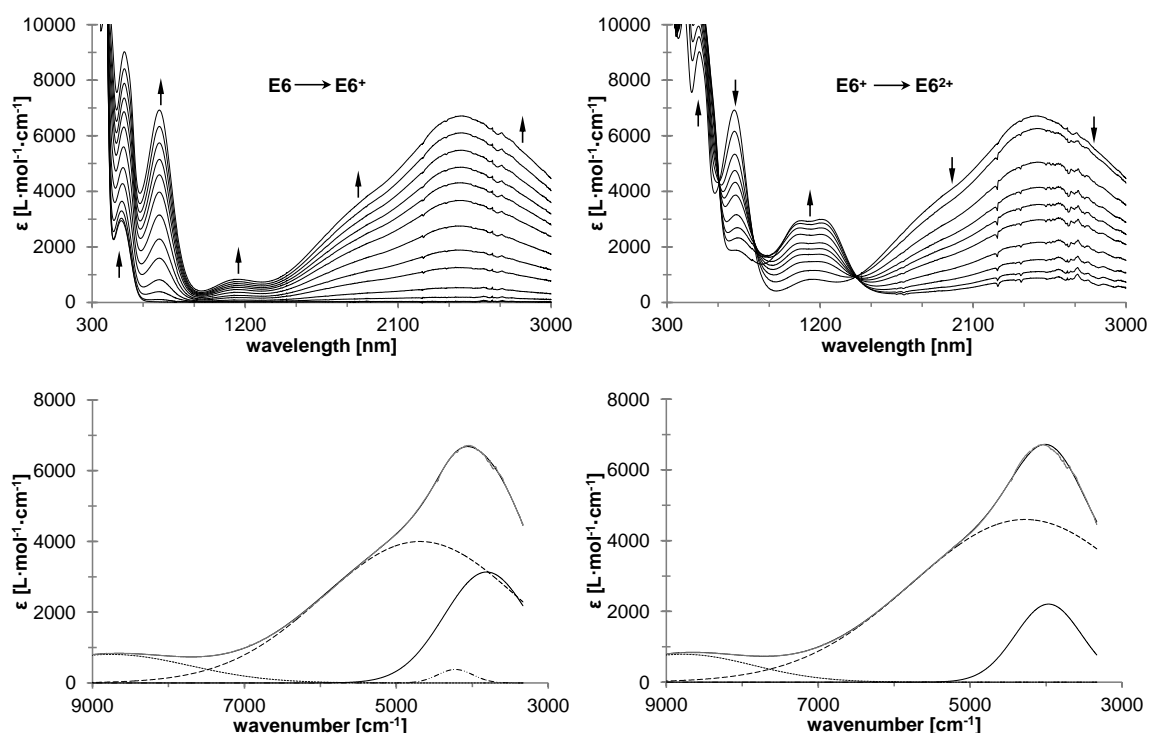 10000
8000
6000
4000
2000
0
ε [L·mol⁻¹·cm⁻¹]
E6 → E6⁺
300 1200 2100 3000
wavelength [nm]
10000
8000
6000
4000
2000
0
ε [L·mol⁻¹·cm⁻¹]
E6⁺ → E6²⁺
300 1200 2100 3000
wavelength [nm]
8000
6000
4000
2000
0
ε [L·mol⁻¹·cm⁻¹]
9000 7000 5000 3000
wavenumber [cm⁻¹]
8000
6000
4000
2000
0
ε [L·mol⁻¹·cm⁻¹]
9000 7000 5000 3000
wavenumber [cm⁻¹]